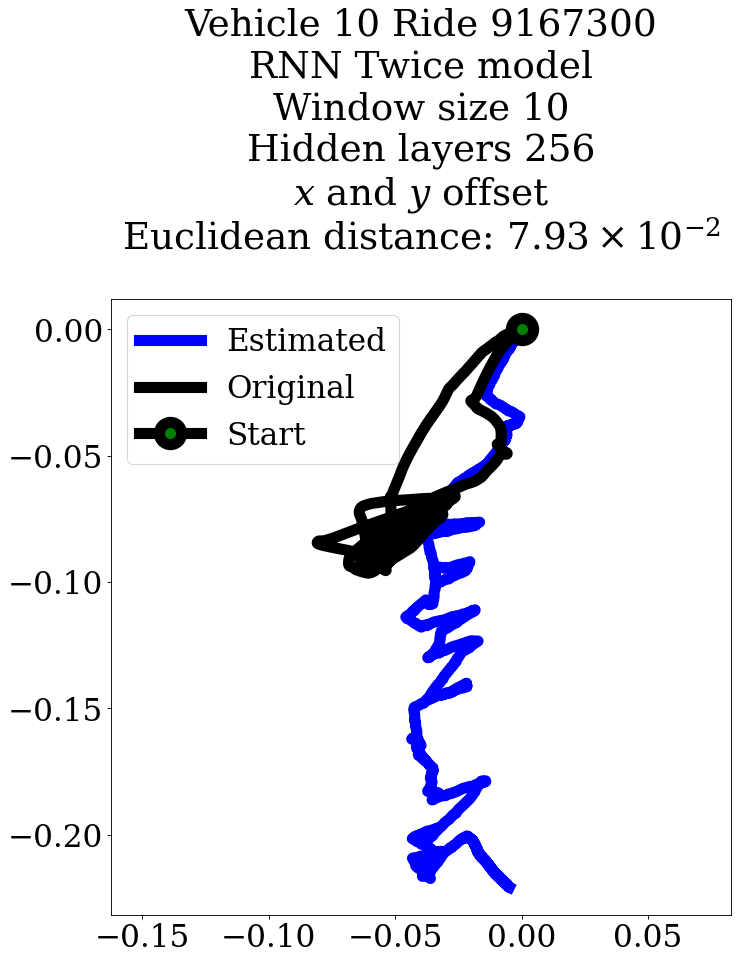 Vehicle 10 Ride 9167300
RNN Twice model
Window size 10
Hidden layers 256
x and y offset
Euclidean distance: 7.93 × 10⁻²
Estimated
Original
Start
0.00
−0.05
−0.10
−0.15
−0.20
−0.15 −0.10 −0.05 0.00 0.05